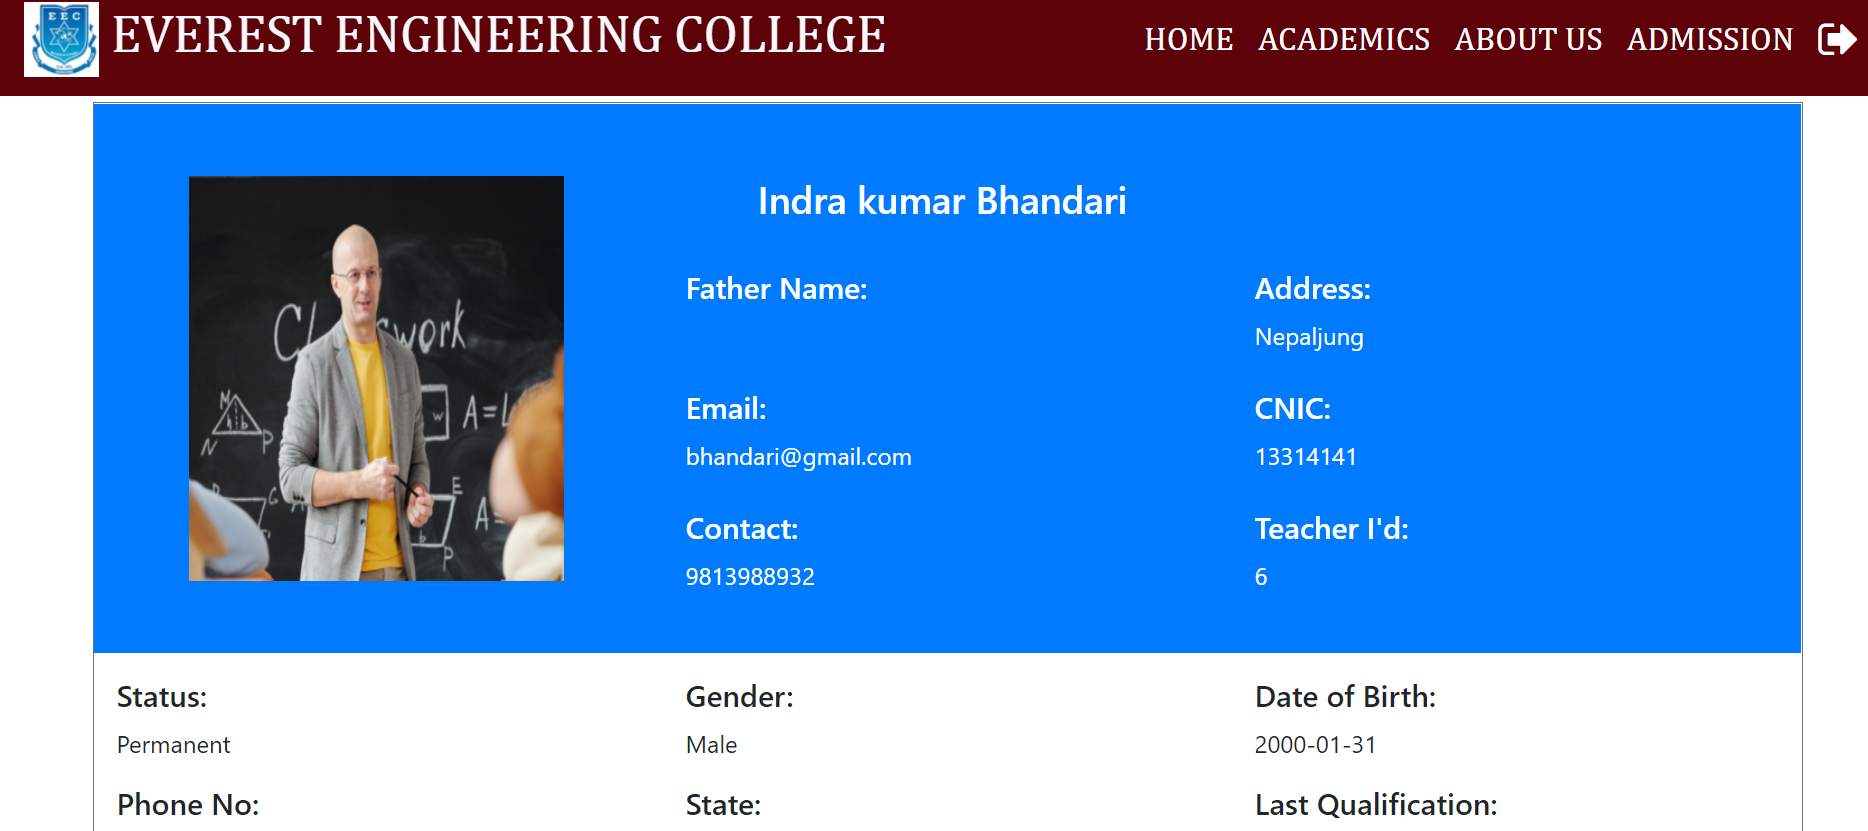 EEC
EVEREST ENGINEERING COLLEGE
HOME ACADEMICS ABOUT US ADMISSION
Indra kumar Bhandari
Father Name:
Address:
Nepaljung
Email:
CNIC:
bhandari@gmail.com
13314141
Contact:
Teacher I'd:
9813988932
6
M
h b
N P
w
A=
G
E
A=
b
P
Status:
Gender:
Date of Birth:
Permanent
Male
2000-01-31
Phone No:
State:
Last Qualification: